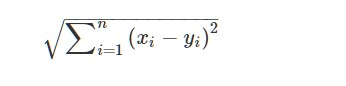 √∑ⁿᵢ₌₁ (xᵢ − yᵢ)²